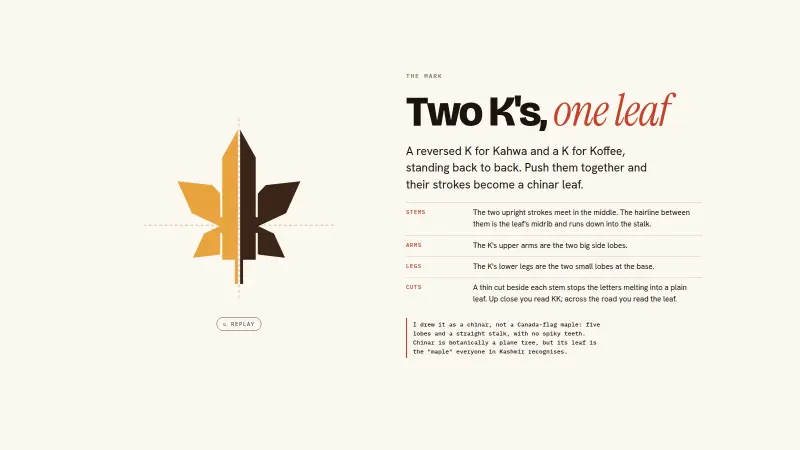 THE MARK
Two K's, one leaf
A reversed K for Kahwa and a K for Koffee,
standing back to back. Push them together and
their strokes become a chinar leaf.
STEMS
The two upright strokes meet in the middle. The hairline between
them is the leaf's midrib and runs down into the stalk.
ARMS
The K's upper arms are the two big side lobes.
LEGS
The K's lower legs are the two small lobes at the base.
CUTS
A thin cut beside each stem stops the letters melting into a plain
leaf. Up close you read KK; across the road you read the leaf.
I drew it as a chinar, not a Canada-flag maple: five
lobes and a straight stalk, with no spiky teeth.
Chinar is botanically a plane tree, but its leaf is
the "maple" everyone in Kashmir recognises.
REPLAY